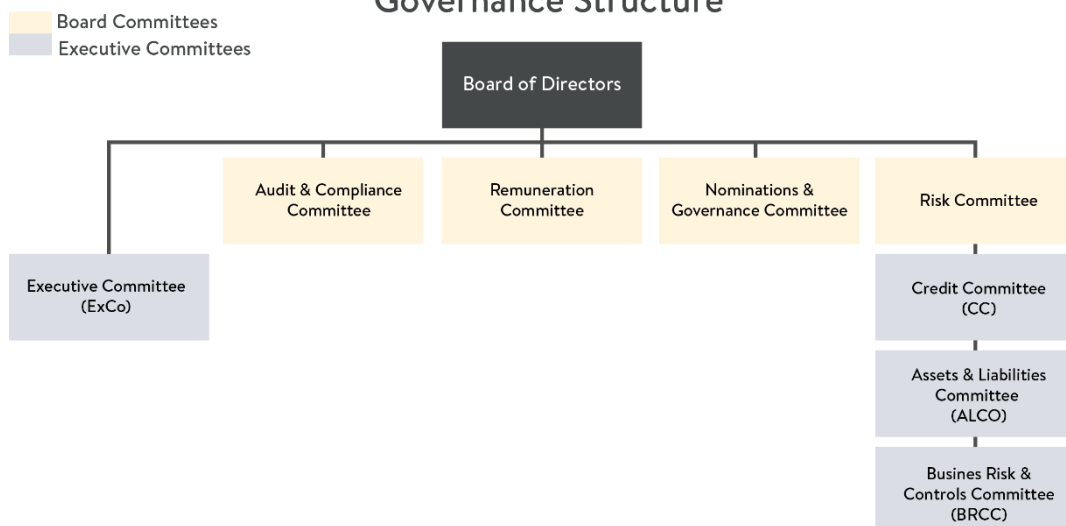 Governance Structure
Board Committees
Executive Committees
Board of Directors
Audit & Compliance
Committee
Remuneration
Committee
Nominations &
Governance Committee
Risk Committee
Executive Committee
(ExCo)
Credit Committee
(CC)
Assets & Liabilities
Committee
(ALCO)
Busines Risk &
Controls Committee
(BRCC)